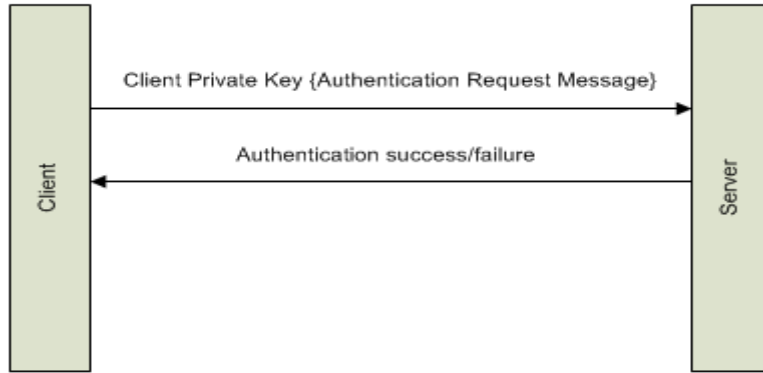 Client Private Key {Authentication Request Message}
Authentication success/failure
Client
Server